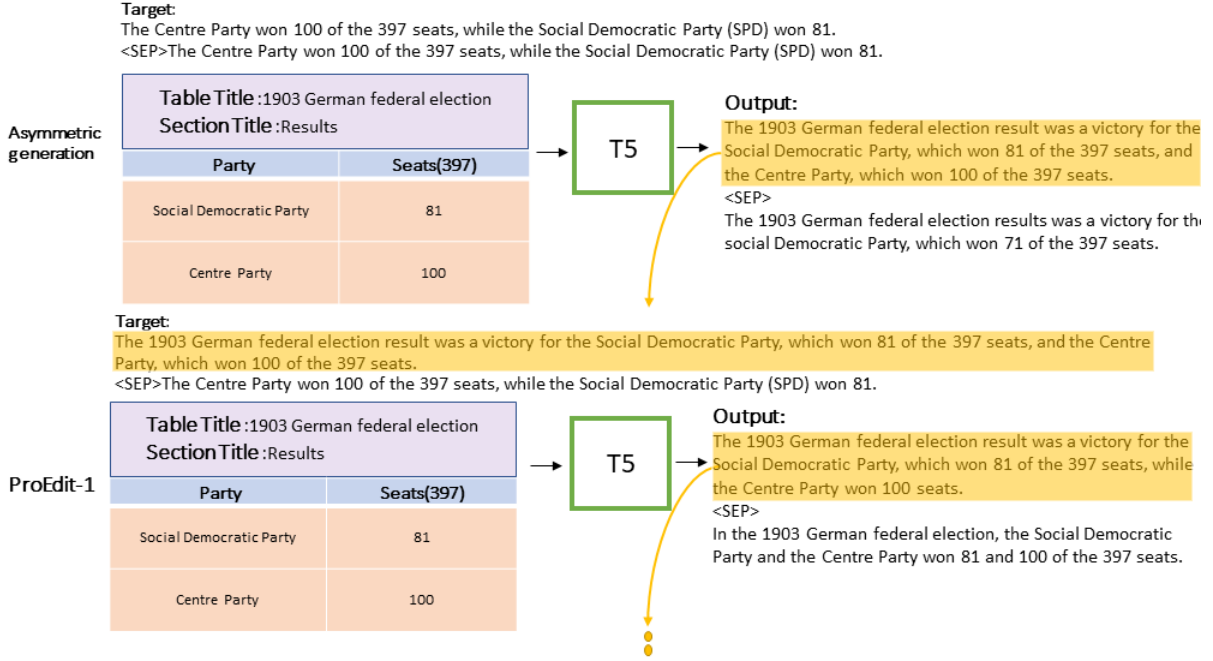 Target:
The Centre Party won 100 of the 397 seats, while the Social Democratic Party (SPD) won 81.
<SEP>The Centre Party won 100 of the 397 seats, while the Social Democratic Party (SPD) won 81.
Asymmetric
generation
Table Title :1903 German federal election
Section Title :Results
Party Seats(397)
Social Democratic Party 81
Centre Party 100
T5
Output:
The 1903 German federal election result was a victory for the
Social Democratic Party, which won 81 of the 397 seats, and
the Centre Party, which won 100 of the 397 seats.
<SEP>
The 1903 German federal election results was a victory for the
social Democratic Party, which won 71 of the 397 seats.
Target:
The 1903 German federal election result was a victory for the Social Democratic Party, which won 81 of the 397 seats, and the Centre
Party, which won 100 of the 397 seats.
<SEP>The Centre Party won 100 of the 397 seats, while the Social Democratic Party (SPD) won 81.
ProEdit-1
Table Title :1903 German federal election
Section Title :Results
Party Seats(397)
Social Democratic Party 81
Centre Party 100
T5
Output:
The 1903 German federal election result was a victory for the
Social Democratic Party, which won 81 of the 397 seats, while
the Centre Party won 100 seats.
<SEP>
In the 1903 German federal election, the Social Democratic
Party and the Centre Party won 81 and 100 of the 397 seats.